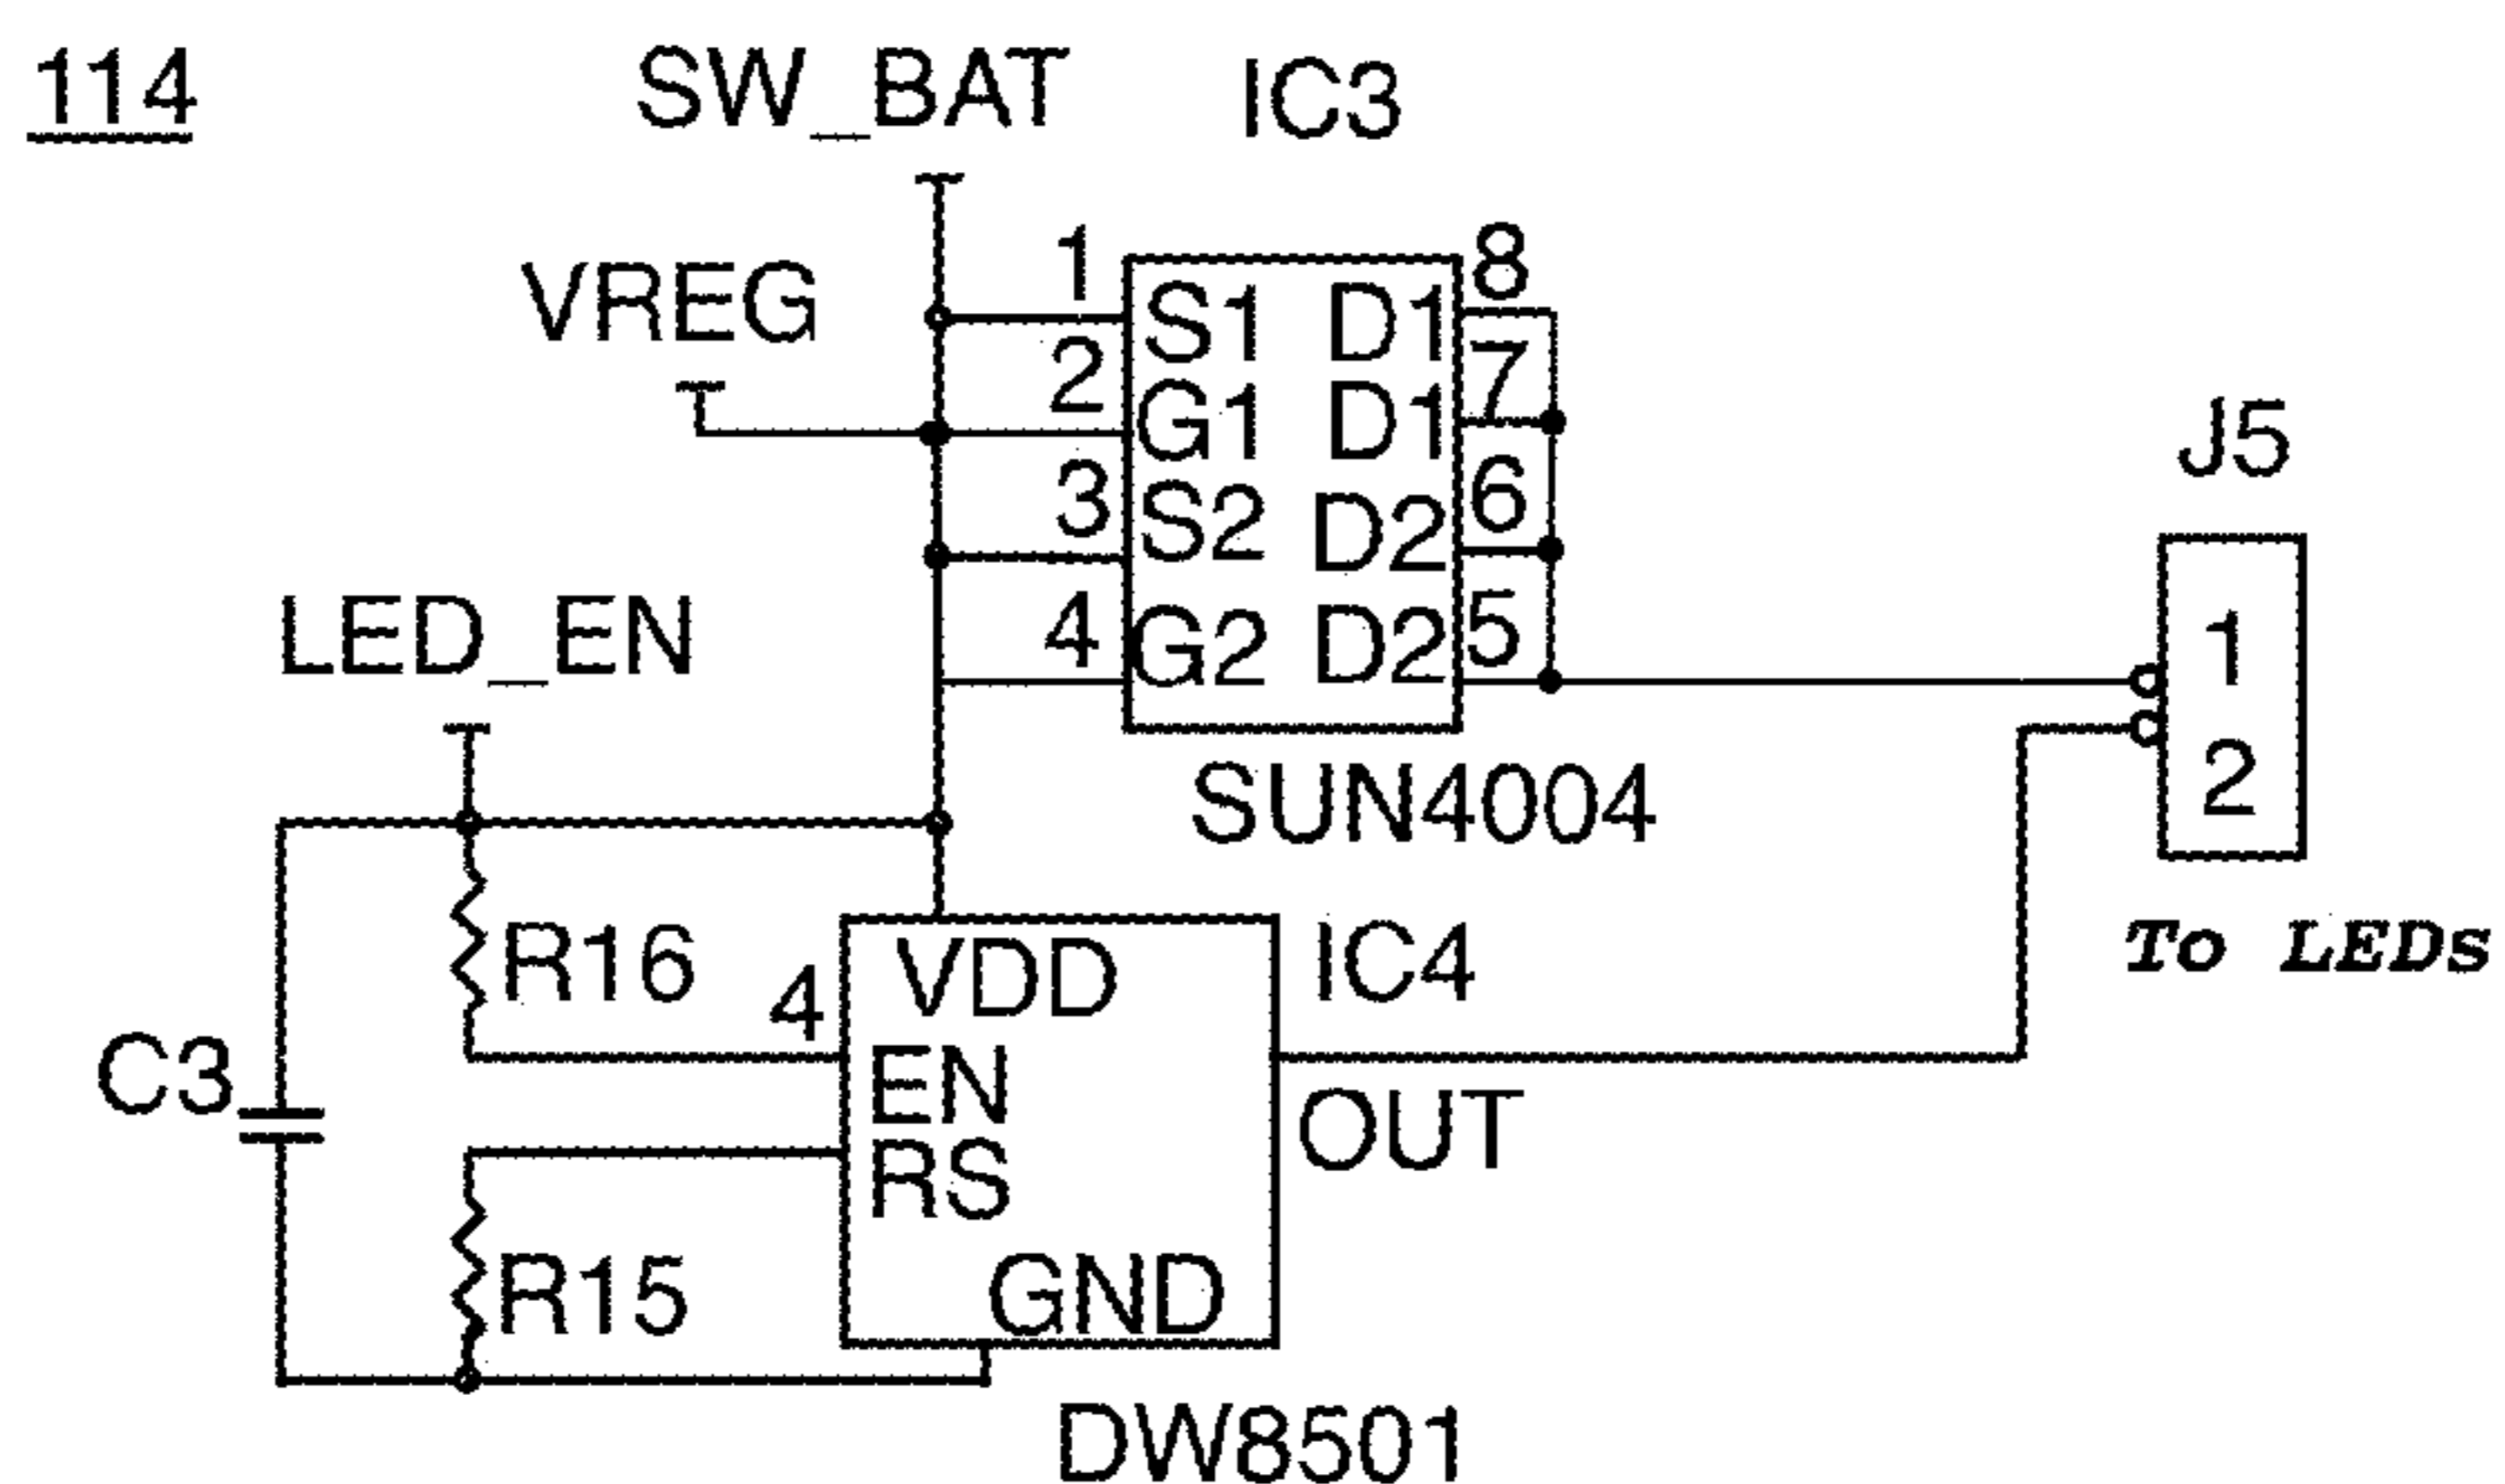 114
SW_BAT
IC3
VREG
1
S1
D1
8
2
G1
D1
7
3
S2
D2
6
4
G2
D2
5
J5
1
2
To LEDs
LED_EN
SUN4004
R16
4
VDD
IC4
EN
RS
OUT
C3
R15
GND
DW8501